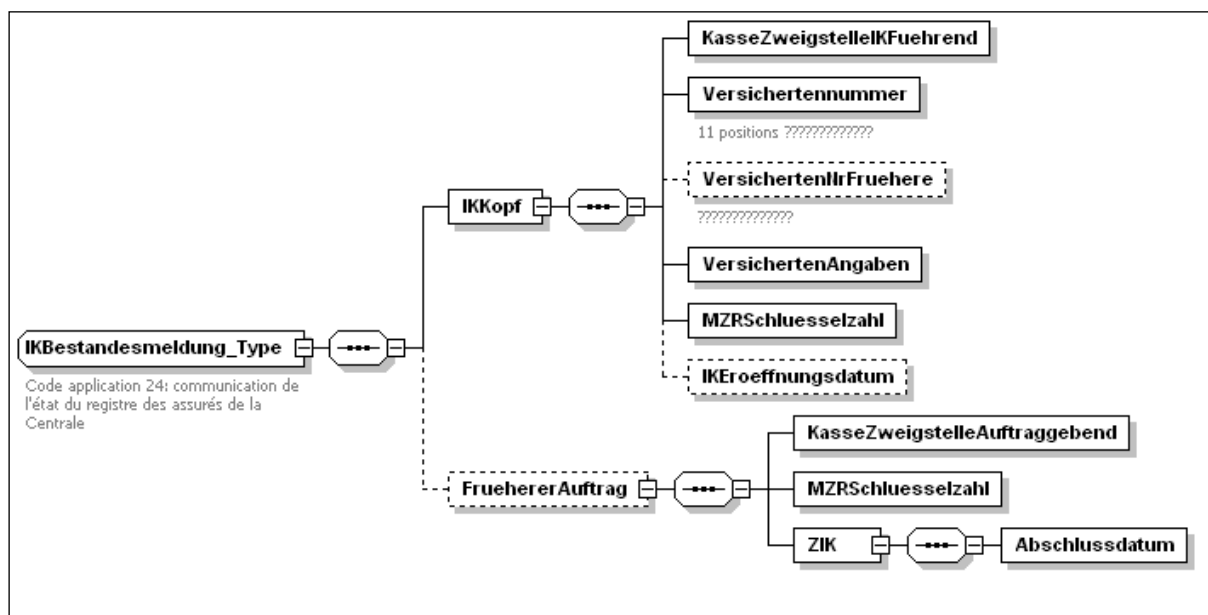 KasseZweigstelleIKFuehrend
Versichertennummer
11 positions ?????????????
VersichertenNrFruehere
??????????????
IKKopf
VersichertenAngaben
MZRSchluesselzahl
IKEroeffnungsdatum
IKBestandesmeldung_Type
Code application 24: communication de
l'état du registre des assurés de la
Centrale
KasseZweigstelleAuftraggebend
FruehererAuftrag
MZRSchluesselzahl
ZIK
Abschlussdatum